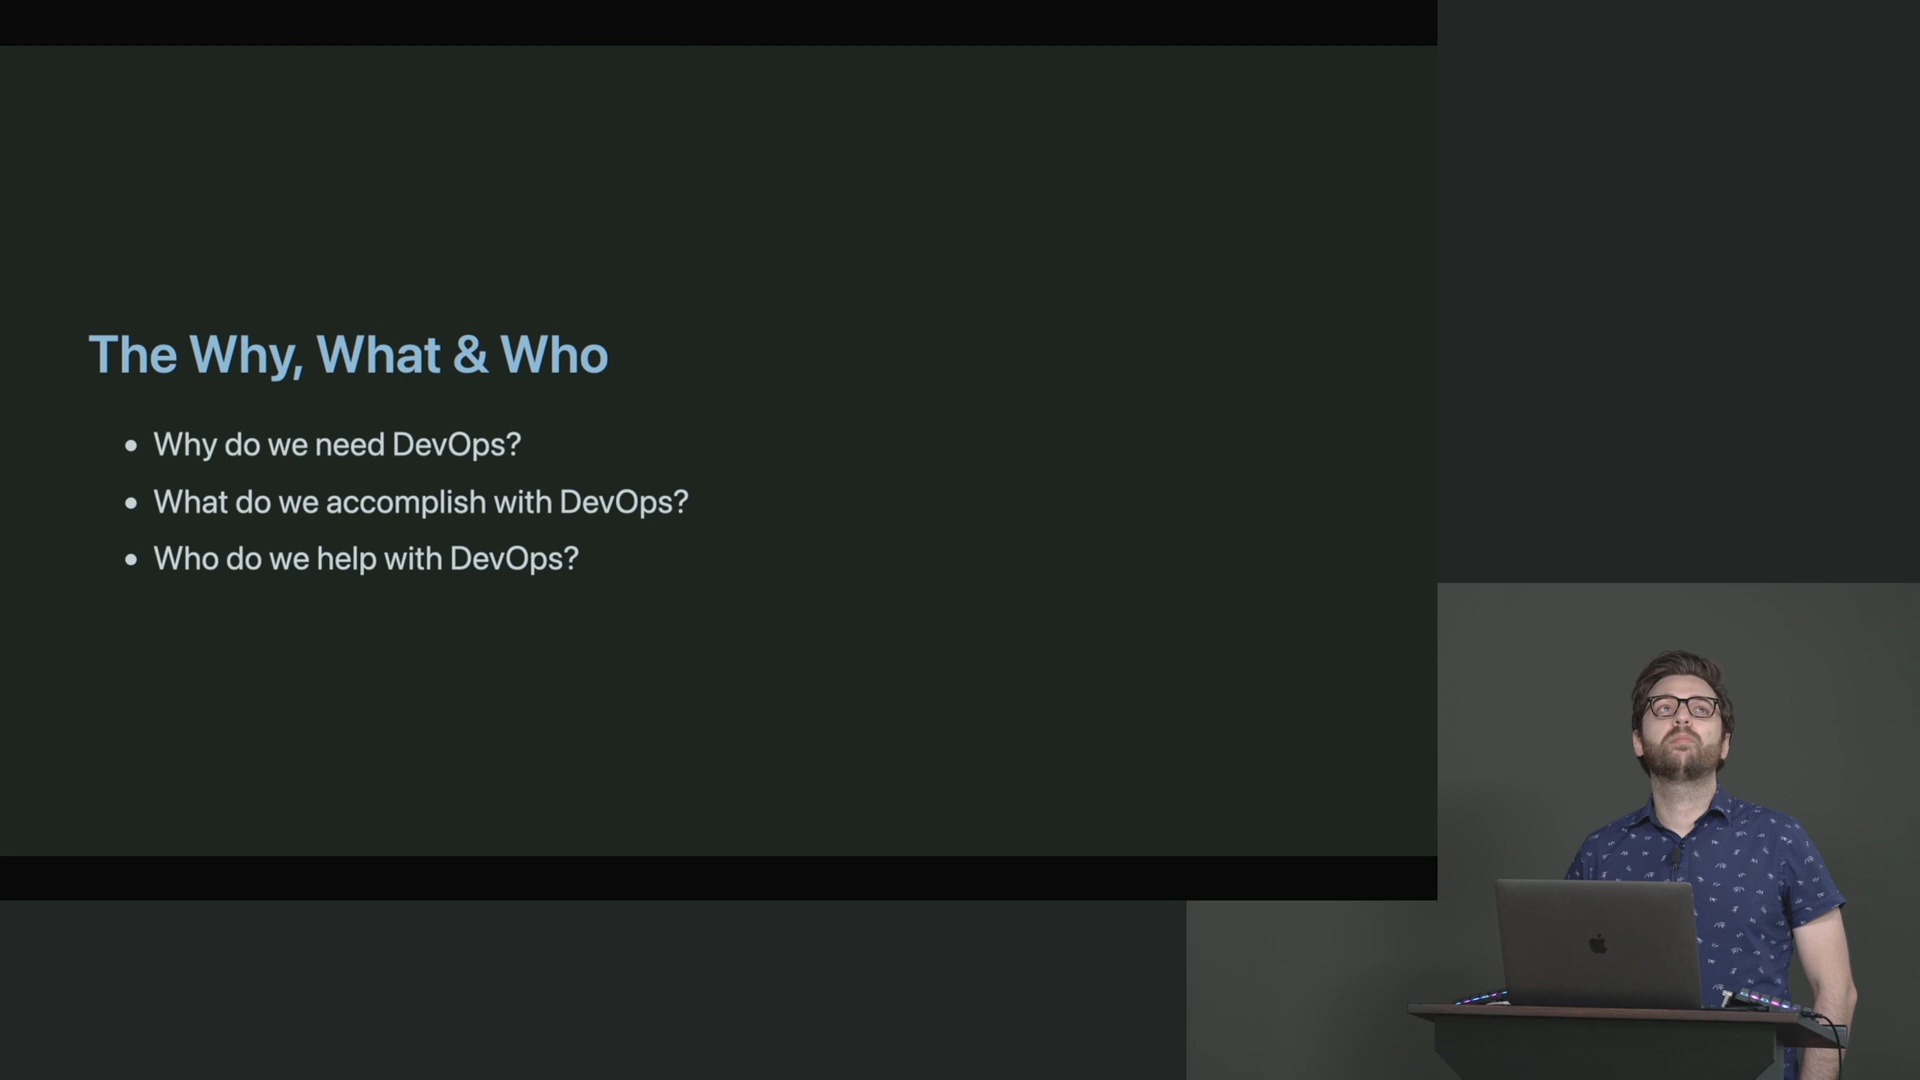 The Why, What & Who
Why do we need DevOps?
What do we accomplish with DevOps?
Who do we help with DevOps?